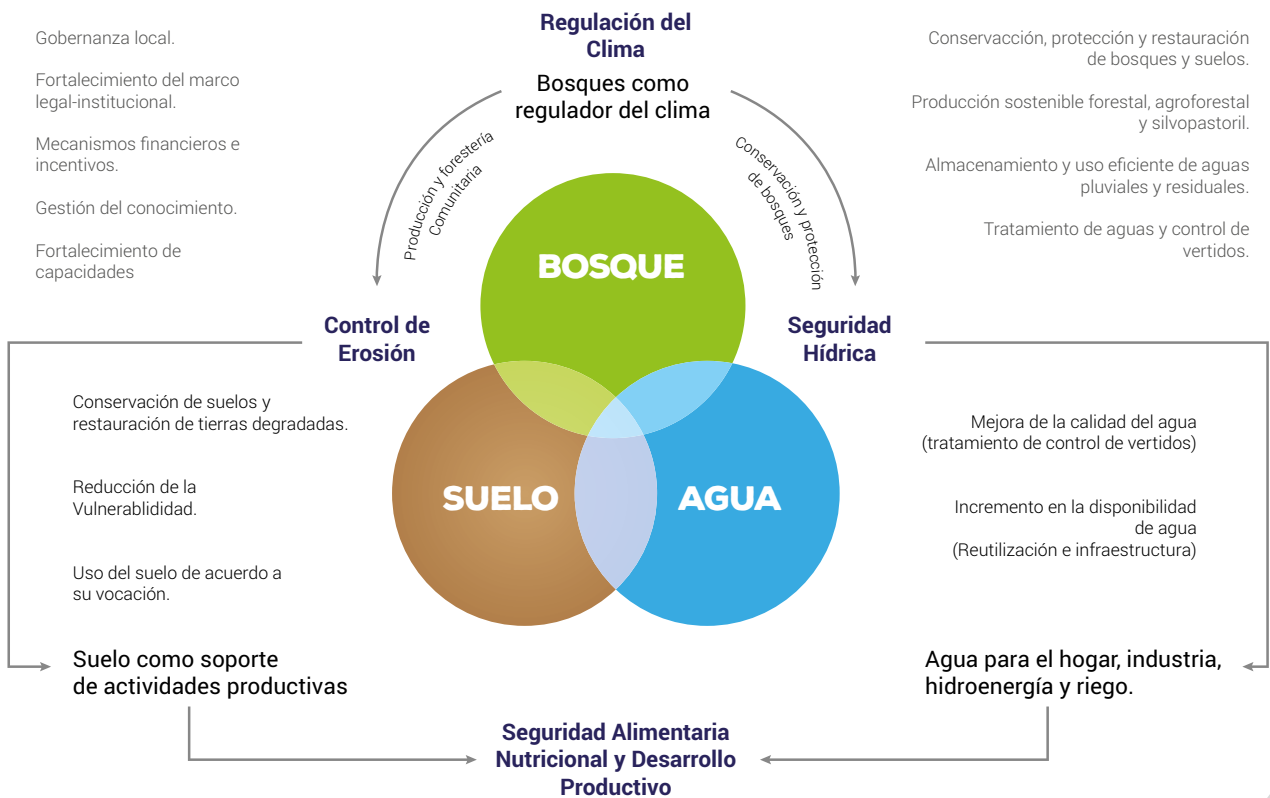 Regulación del
Clima
Bosques como
regulador del clima
Gobernanza local.
Fortalecimiento del marco
legal-institucional.
Mecanismos financieros e
incentivos.
Gestión del conocimiento.
Fortalecimiento de
capacidades
Conservacción, protección y restauración
de bosques y suelos.
Producción sostenible forestal, agroforestal
y silvopastoril.
Almacenamiento y uso eficiente de aguas
pluviales y residuales.
Tratamiento de aguas y control de
vertidos.
Producción y forestería
Comunitaria
Conservación y protección
de bosques
BOSQUE
Control de
Erosión
Seguridad
Hídrica
Conservación de suelos y
restauración de tierras degradadas.
Reducción de la
Vulnerablididad.
Uso del suelo de acuerdo a
su vocación.
SUELO
AGUA
Mejora de la calidad del agua
(tratamiento de control de vertidos)
Incremento en la disponibilidad
de agua
(Reutilización e infraestructura)
Suelo como soporte
de actividades productivas
Agua para el hogar, industria,
hidroenergía y riego.
Seguridad Alimentaria
Nutricional y Desarrollo
Productivo